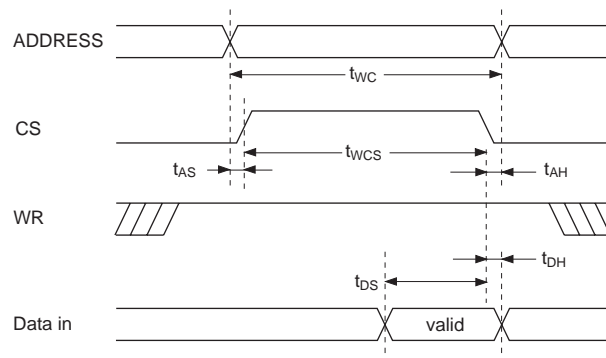 ADDRESS
tWC
CS
tWCS
tAS
tAH
WR
tDH
tDS
Data in
valid